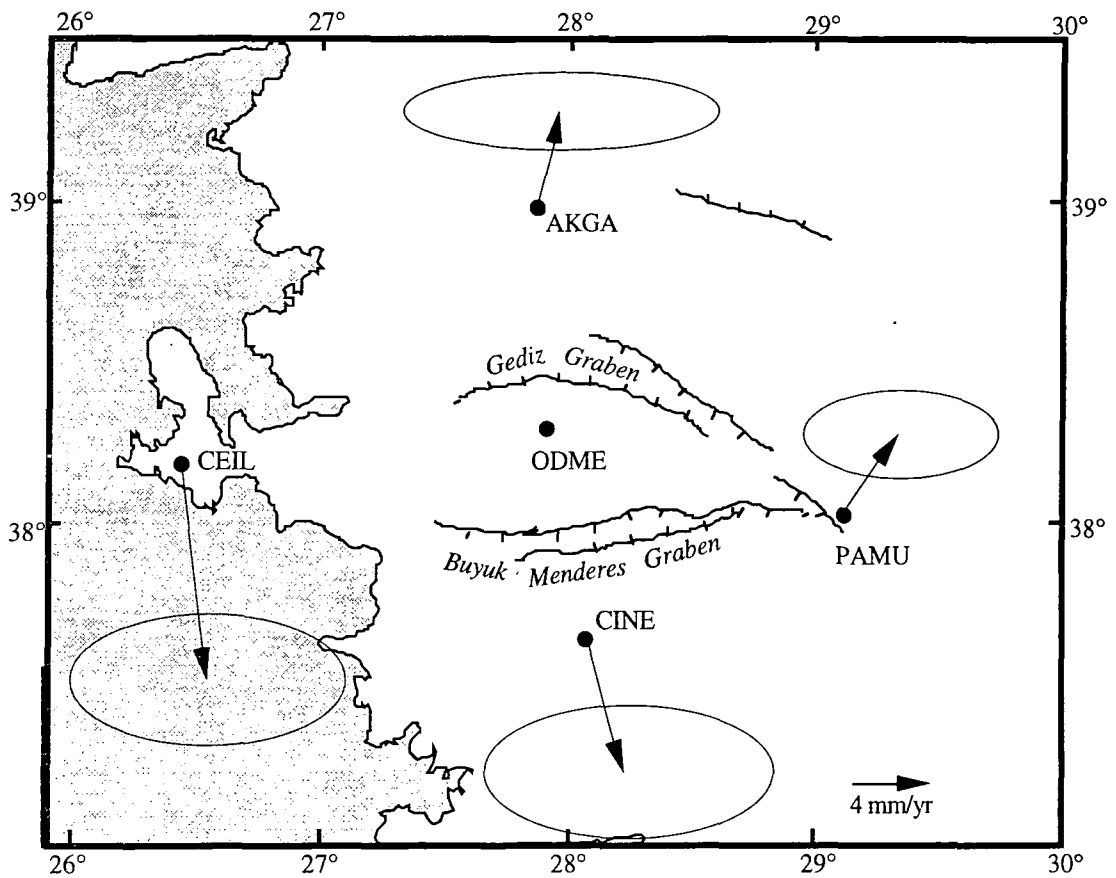 26° 27° 28° 29° 30°
39° 39°
AKGA
Gediz Graben
ODME
CEIL
38° 38°
PAMU
Buyuk Menderes Graben
CINE
4 mm/yr
26° 27° 28° 29° 30°